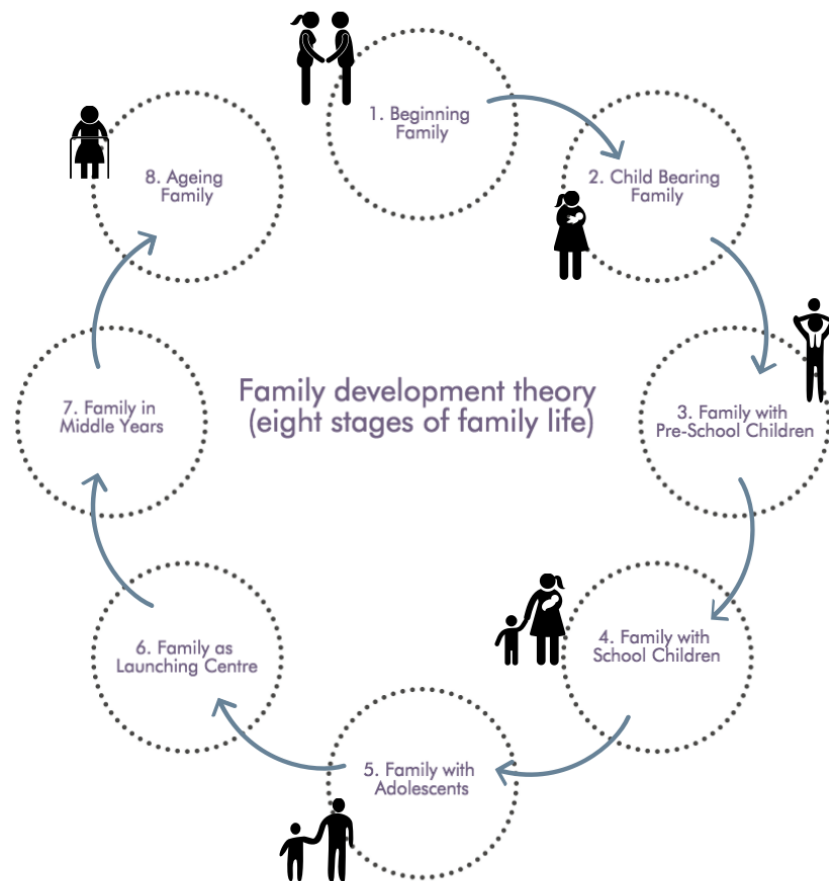 1. Beginning
Family
2. Child Bearing
Family
3. Family with
Pre-School Children
4. Family with
School Children
5. Family with
Adolescents
6. Family as
Launching Centre
7. Family in
Middle Years
8. Ageing
Family
Family development theory
(eight stages of family life)